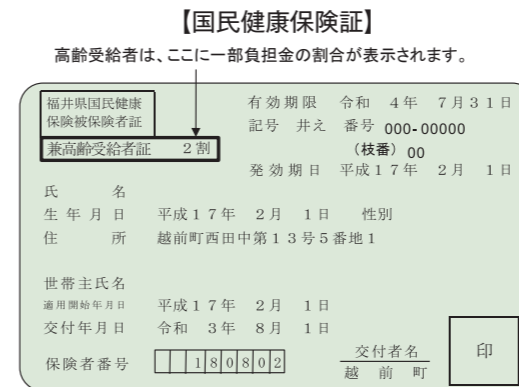 【国民健康保険証】
高齢受給者は、ここに一部負担金の割合が表示されます。
福井県国民健康
保険被保険者証
兼高齢受給者証 2割
有効期限 令和 4年 7月31日
記号 井え 番号 000-00000
(枝番) 00
発効期日 平成17年 2月 1日
氏 名
生年月日 平成17年 2月 1日 性別
住 所 越前町西田中第13号5番地1
世帯主氏名
適用開始年月日 平成17年 2月 1日
交付年月日 令和 3年 8月 1日
保険者番号 180802
交付者名
越前町
印